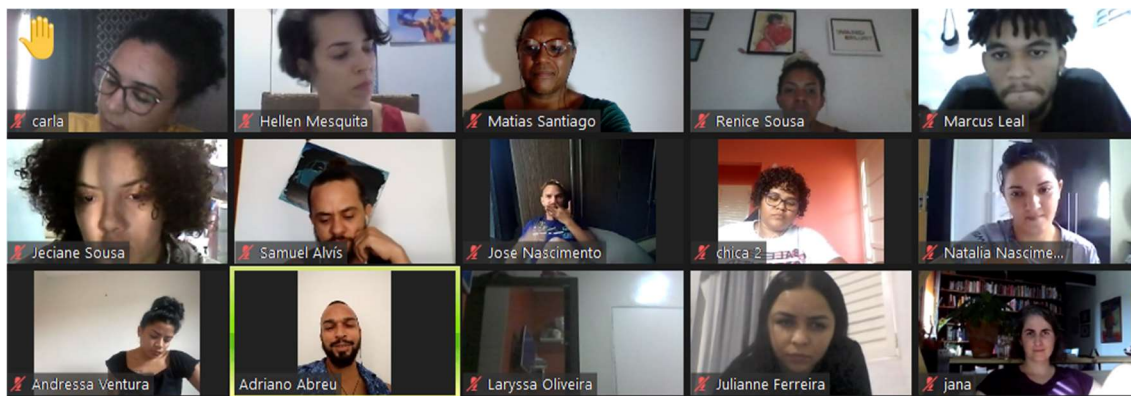 carla
Hellen Mesquita
Matias Santiago
Renice Sousa
Marcus Leal
Jeciane Sousa
Samuel Alvis
Jose Nascimento
chica 2
Natalia Nascime...
Andressa Ventura
Adriano Abreu
Laryssa Oliveira
Julianne Ferreira
jana